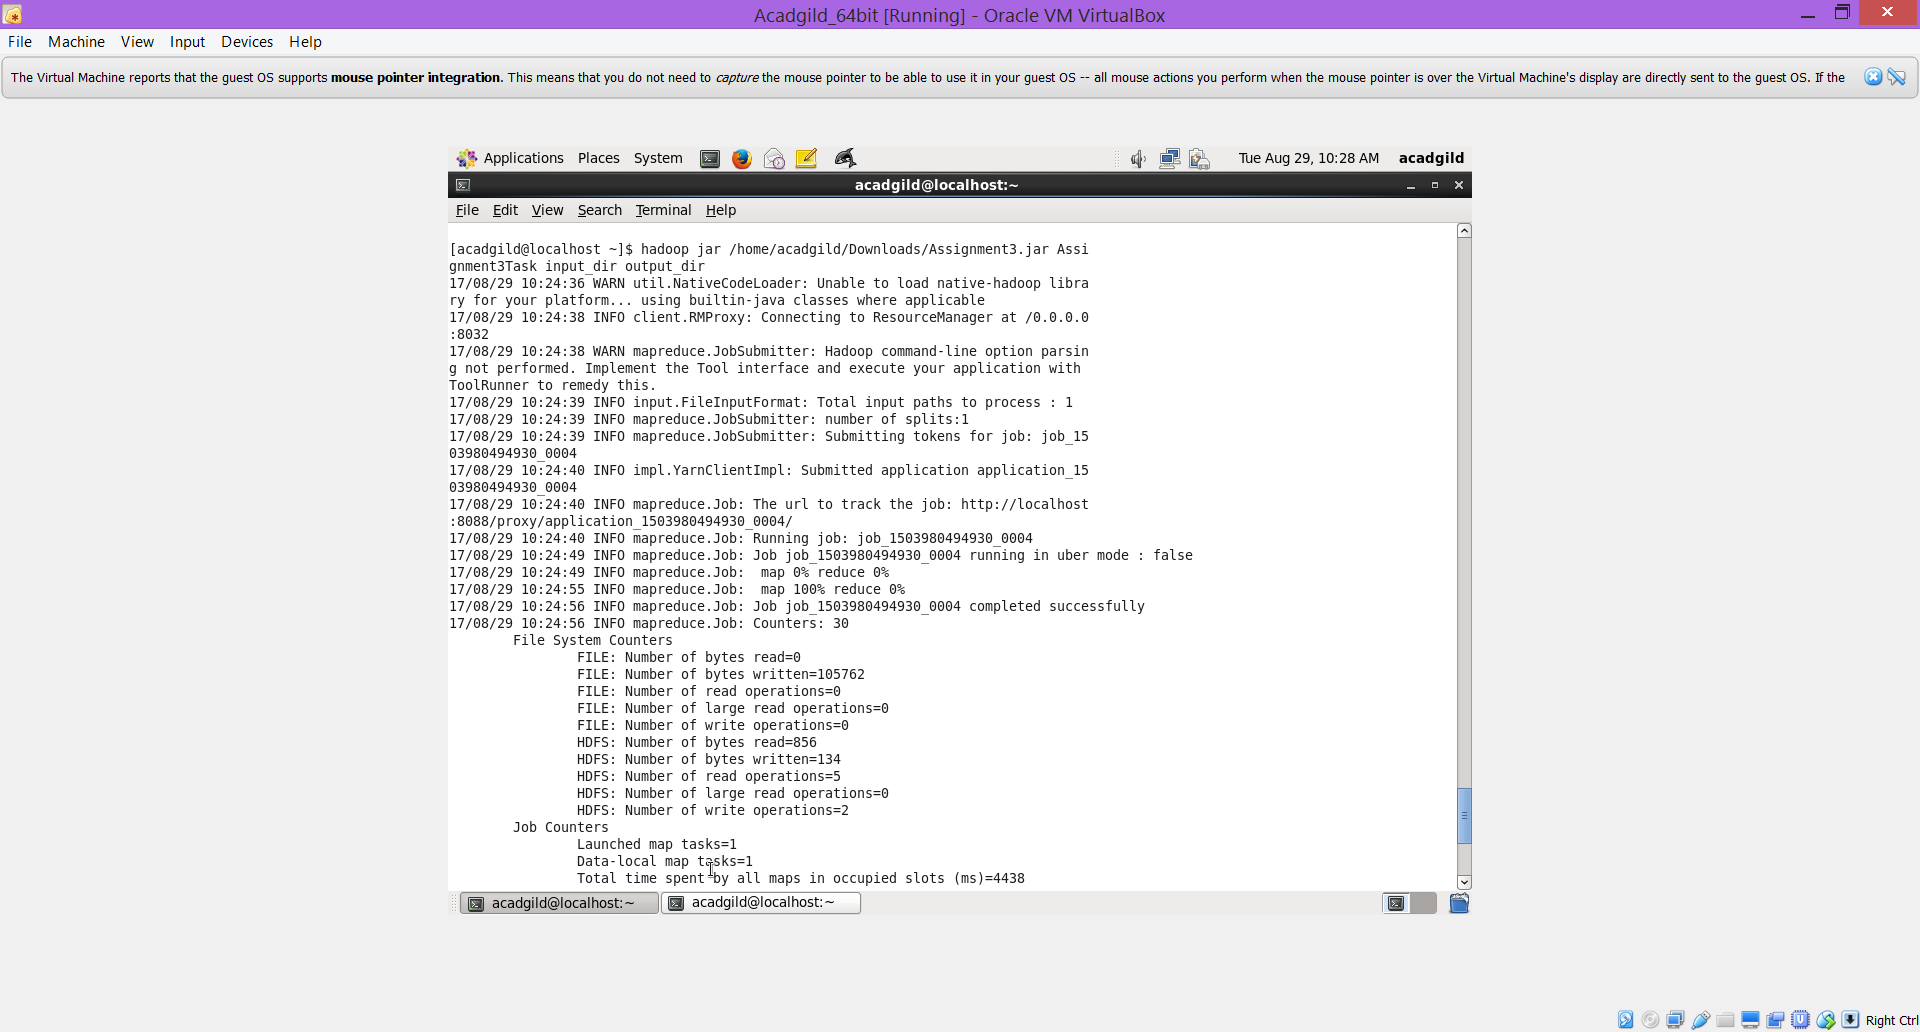 Acadgild_64bit [Running] - Oracle VM VirtualBox
File Machine View Input Devices Help
The Virtual Machine reports that the guest OS supports mouse pointer integration. This means that you do not need to capture the mouse pointer to be able to use it in your guest OS -- all mouse actions you perform when the mouse pointer is over the Virtual Machine's display are directly sent to the guest OS. If the
Applications Places System Tue Aug 29, 10:28 AM acadgild
acadgild@localhost:~
File Edit View Search Terminal Help
[acadgild@localhost ~]$ hadoop jar /home/acadgild/Downloads/Assignment3.jar Assi
gnment3Task input_dir output_dir
17/08/29 10:24:36 WARN util.NativeCodeLoader: Unable to load native-hadoop libra
ry for your platform... using builtin-java classes where applicable
17/08/29 10:24:38 INFO client.RMProxy: Connecting to ResourceManager at /0.0.0.0
:8032
17/08/29 10:24:38 WARN mapreduce.JobSubmitter: Hadoop command-line option parsin
g not performed. Implement the Tool interface and execute your application with
ToolRunner to remedy this.
17/08/29 10:24:39 INFO input.FileInputFormat: Total input paths to process : 1
17/08/29 10:24:39 INFO mapreduce.JobSubmitter: number of splits:1
17/08/29 10:24:39 INFO mapreduce.JobSubmitter: Submitting tokens for job: job_15
03980494930_0004
17/08/29 10:24:40 INFO impl.YarnClientImpl: Submitted application application_15
03980494930_0004
17/08/29 10:24:40 INFO mapreduce.Job: The url to track the job: http://localhost
:8088/proxy/application_1503980494930_0004/
17/08/29 10:24:40 INFO mapreduce.Job: Running job: job_1503980494930_0004
17/08/29 10:24:49 INFO mapreduce.Job: Job job_1503980494930_0004 running in uber mode : false
17/08/29 10:24:49 INFO mapreduce.Job:  map 0% reduce 0%
17/08/29 10:24:55 INFO mapreduce.Job:  map 100% reduce 0%
17/08/29 10:24:56 INFO mapreduce.Job: Job job_1503980494930_0004 completed successfully
17/08/29 10:24:56 INFO mapreduce.Job: Counters: 30
File System Counters
FILE: Number of bytes read=0
FILE: Number of bytes written=105762
FILE: Number of read operations=0
FILE: Number of large read operations=0
FILE: Number of write operations=0
HDFS: Number of bytes read=856
HDFS: Number of bytes written=134
HDFS: Number of read operations=5
HDFS: Number of large read operations=0
HDFS: Number of write operations=2
Job Counters
Launched map tasks=1
Data-local map tasks=1
Total time spent by all maps in occupied slots (ms)=4438
acadgild@localhost:~ acadgild@localhost:~
Right Ctrl